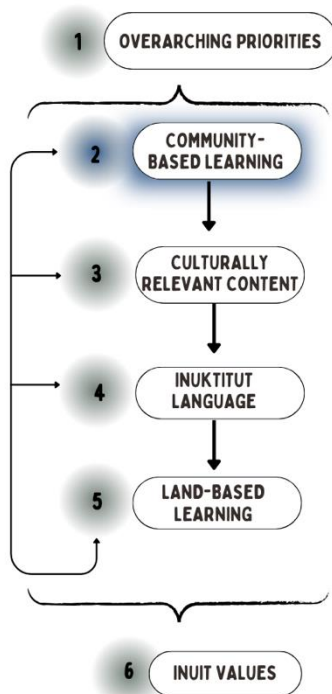 1 OVERARCHING PRIORITIES
2 COMMUNITY-
BASED LEARNING
3 CULTURALLY
RELEVANT CONTENT
4 INUKTITUT
LANGUAGE
5 LAND-BASED
LEARNING
6 INUIT VALUES